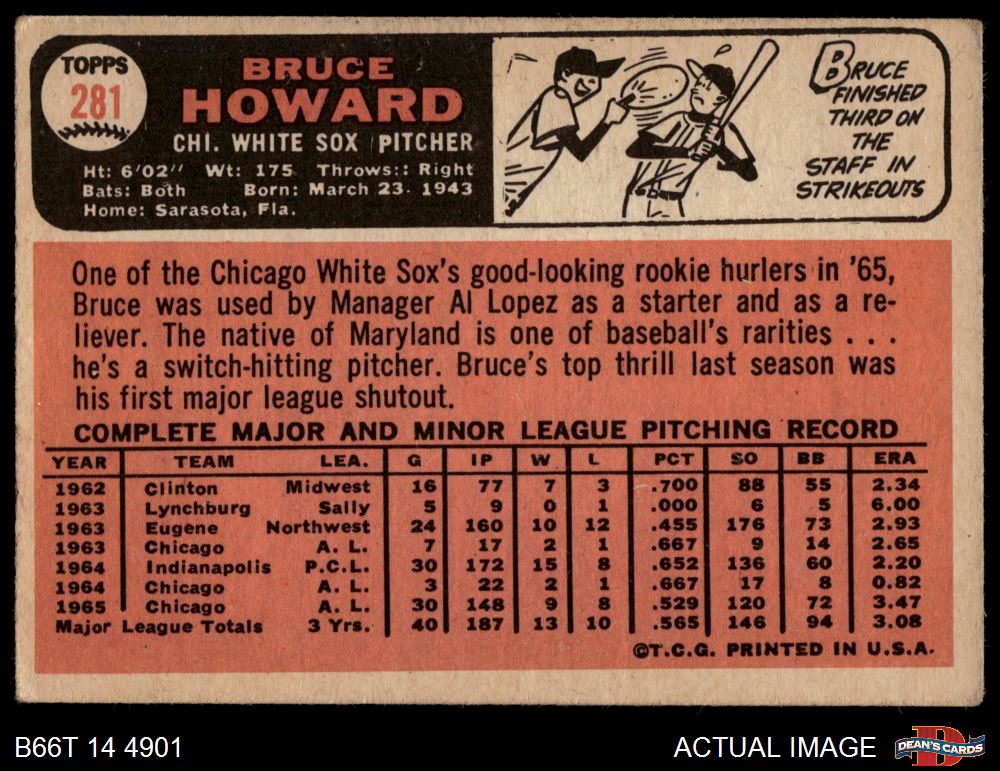 TOPPS
281
BRUCE
HOWARD
CHI. WHITE SOX PITCHER
Ht: 6'02" Wt: 175 Throws: Right
Bats: Both Born: March 23, 1943
Home: Sarasota, Fla.
BRUCE
FINISHED
THIRD ON
THE
STAFF IN
STRIKEOUTS
One of the Chicago White Sox's good-looking rookie hurlers in '65,
Bruce was used by Manager Al Lopez as a starter and as a re-
liever. The native of Maryland is one of baseball's rarities . . .
he's a switch-hitting pitcher. Bruce's top thrill last season was
his first major league shutout.
COMPLETE MAJOR AND MINOR LEAGUE PITCHING RECORD
YEAR TEAM LEA. G IP W L PCT SO BB ERA
1962 Clinton Midwest 16 77 7 3 .700 88 55 2.34
1963 Lynchburg Sally 5 9 0 1 .000 6 5 6.00
1963 Eugene Northwest 24 160 10 12 .455 176 73 2.93
1963 Chicago A. L. 7 17 2 1 .667 9 14 2.65
1964 Indianapolis P.C.L. 30 172 15 8 .652 136 60 2.20
1964 Chicago A. L. 3 22 2 1 .667 17 8 0.82
1965 Chicago A. L. 30 148 9 8 .529 120 72 3.47
Major League Totals 3 Yrs. 40 187 13 10 .565 146 94 3.08
©T.C.G. PRINTED IN U.S.A.
B66T 14 4901
ACTUAL IMAGE
DEAN'S CARDS